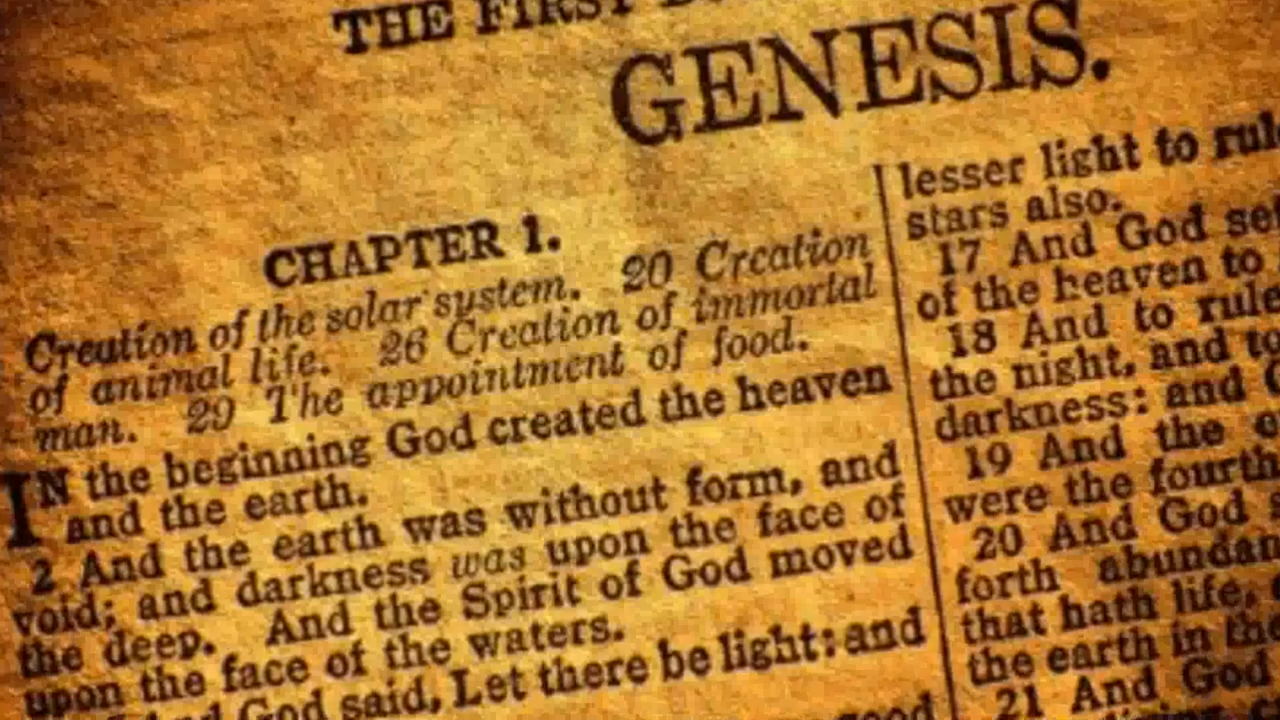 THE FIRST
GENESIS.
CHAPTER 1.
Creation of the solar system. 20 Creation
of animal life. 26 Creation of immortal
man. 29 The appointment of food.
IN the beginning God created the heaven
and the earth.
2 And the earth was without form, and
void; and darkness was upon the face of
the deep. And the Spirit of God moved
upon the face of the waters.
God said, Let there be light: and
good
lesser light to rul
stars also.
17 And God se
of the heaven to
18 And to rule
the night, and to
darkness: and
19 And the
were the fourth
20 And God
forth abundan
that hath life,
the earth in the
21 And God